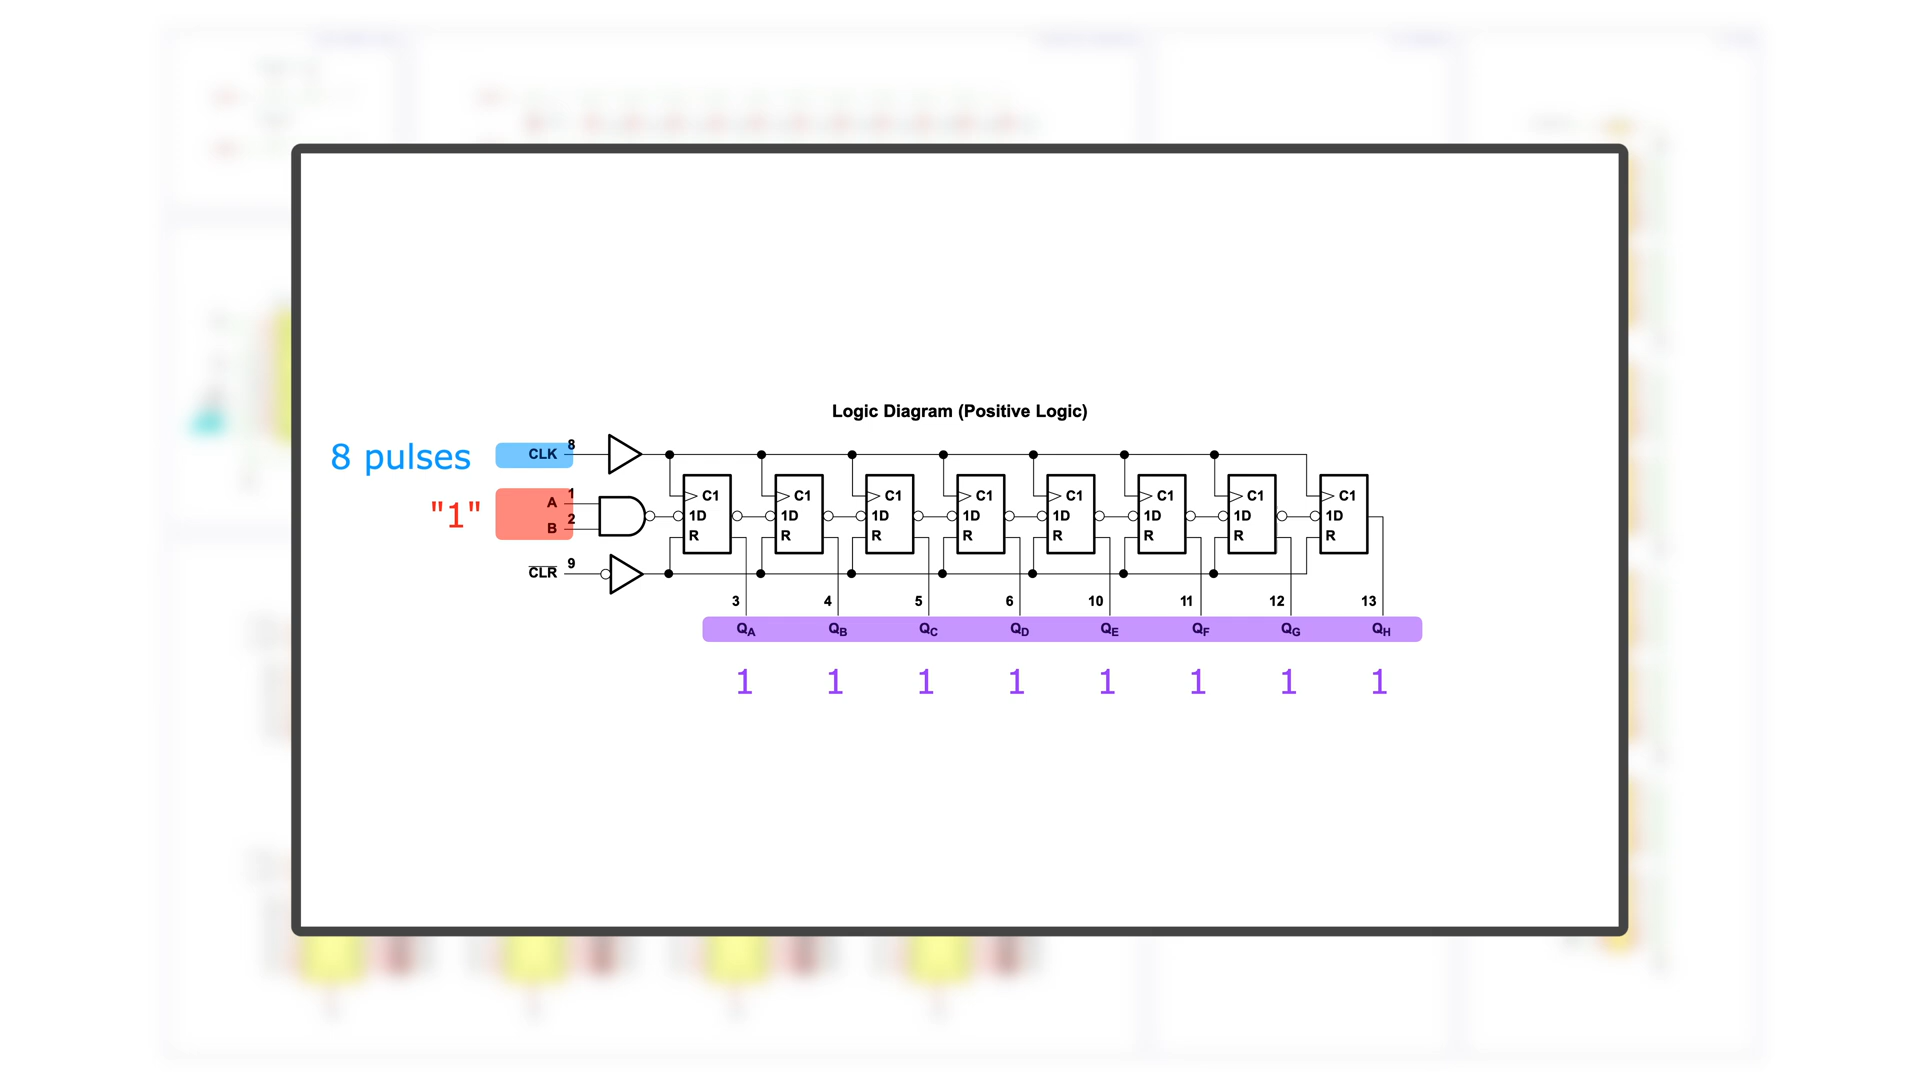 Logic Diagram (Positive Logic)
8 pulses CLK 8
"1" A 1
B 2
CLR 9
C1 C1 C1 C1 C1 C1 C1 C1
1D 1D 1D 1D 1D 1D 1D 1D
R R R R R R R R
3 4 5 6 10 11 12 13
QA QB QC QD QE QF QG QH
1 1 1 1 1 1 1 1